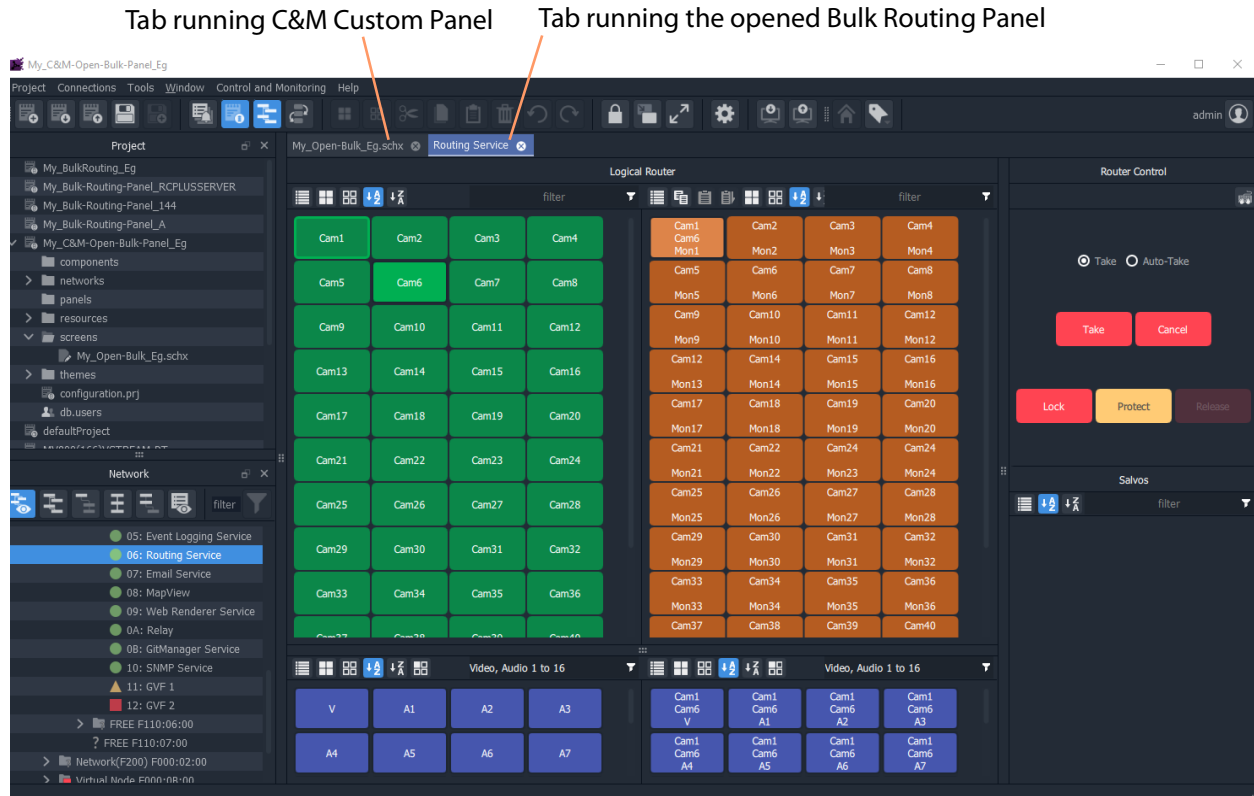 Tab running C&M Custom Panel
Tab running the opened Bulk Routing Panel
My_C&M-Open-Bulk-Panel_Eg
Project Connections Tools Window Control and Monitoring Help
admin
Project
My_BulkRouting_Eg
My_Bulk-Routing-Panel_RCPLUSSERVER
My_Bulk-Routing-Panel_144
My_Bulk-Routing-Panel_A
My_C&M-Open-Bulk-Panel_Eg
components
networks
panels
resources
screens
My_Open-Bulk_Eg.schx
themes
configuration.prj
db.users
defaultProject
Network
filter
05: Event Logging Service
06: Routing Service
07: Email Service
08: MapView
09: Web Renderer Service
0A: Relay
0B: GitManager Service
10: SNMP Service
11: GVF 1
12: GVF 2
FREE F110:06:00
? FREE F110:07:00
Network(F200) F000:02:00
Virtual Node F000:0B:00
My_Open-Bulk_Eg.schx Routing Service
Logical Router
filter
Cam1 Cam2 Cam3 Cam4
Cam5 Cam6 Cam7 Cam8
Cam9 Cam10 Cam11 Cam12
Cam13 Cam14 Cam15 Cam16
Cam17 Cam18 Cam19 Cam20
Cam21 Cam22 Cam23 Cam24
Cam25 Cam26 Cam27 Cam28
Cam29 Cam30 Cam31 Cam32
Cam33 Cam34 Cam35 Cam36
Cam37 Cam38 Cam39 Cam40
filter
Cam1 Cam2 Cam3 Cam4
Cam6
Mon1 Mon2 Mon3 Mon4
Cam5 Cam6 Cam7 Cam8
Mon5 Mon6 Mon7 Mon8
Cam9 Cam10 Cam11 Cam12
Mon9 Mon10 Mon11 Mon12
Cam12 Cam14 Cam15 Cam16
Mon13 Mon14 Mon15 Mon16
Cam17 Cam18 Cam19 Cam20
Mon17 Mon18 Mon19 Mon20
Cam21 Cam22 Cam24 Cam24
Mon21 Mon22 Mon23 Mon24
Cam25 Cam26 Cam27 Cam28
Mon25 Mon26 Mon27 Mon28
Cam29 Cam30 Cam31 Cam32
Mon29 Mon30 Mon31 Mon32
Cam33 Cam34 Cam35 Cam36
Mon33 Mon34 Mon35 Mon36
Cam37 Cam38 Cam39 Cam40
Video, Audio 1 to 16
V A1 A2 A3
A4 A5 A6 A7
Video, Audio 1 to 16
Cam1 Cam1 Cam1 Cam1
Cam6 Cam6 Cam6 Cam6
V A1 A2 A3
Cam1 Cam1 Cam1 Cam1
Cam6 Cam6 Cam6 Cam6
A4 A5 A6 A7
Router Control
Take Auto-Take
Take Cancel
Lock Protect Release
Salvos
filter